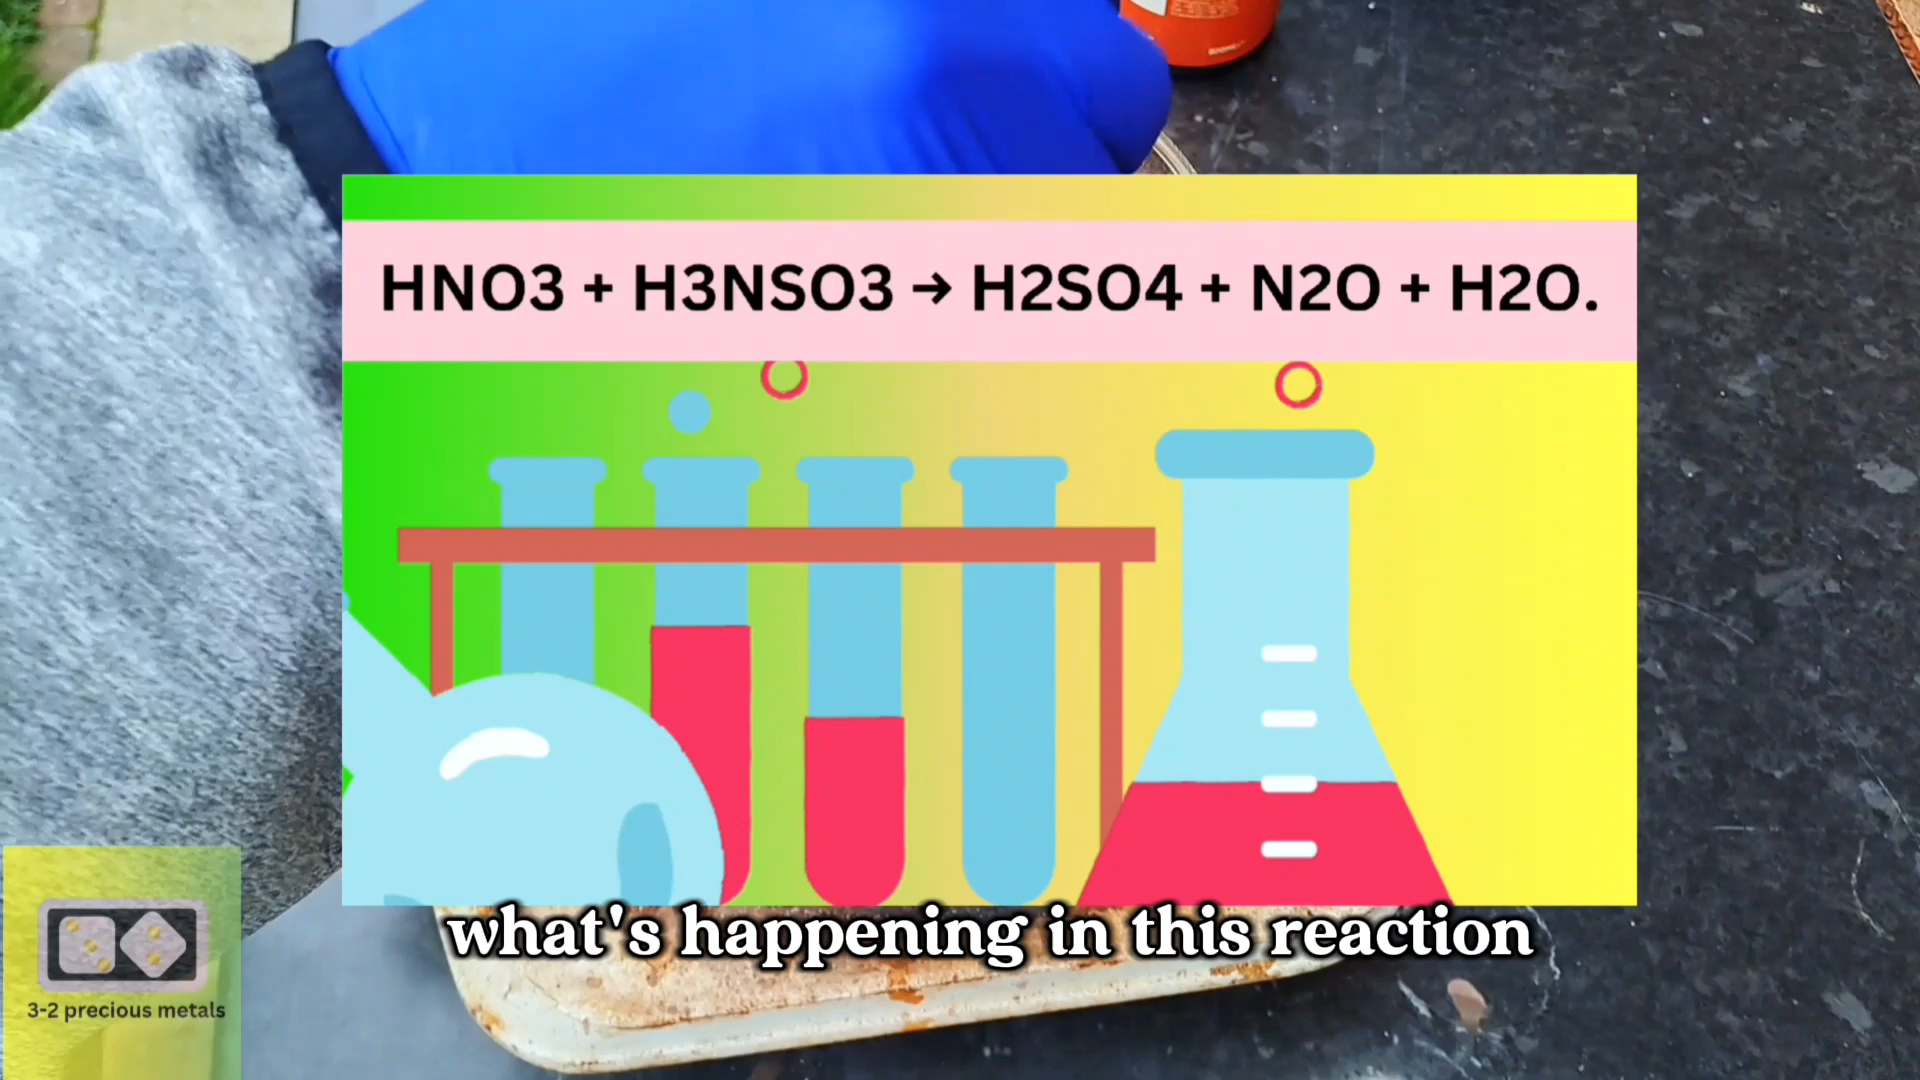 HNO3 + H3NSO3 → H2SO4 + N2O + H2O.
what's happening in this reaction
3-2 precious metals